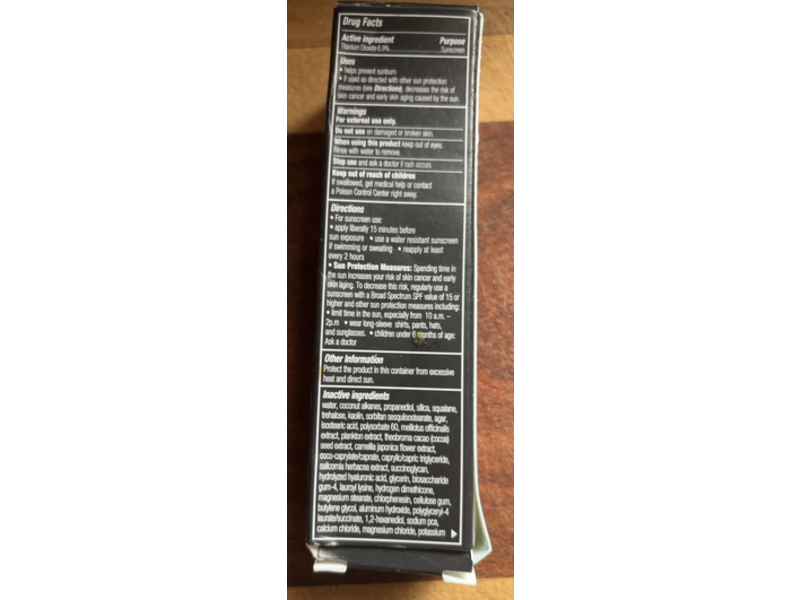 Drug Facts
Active ingredient Purpose
Titanium Dioxide 6.9% Sunscreen
Uses
• helps prevent sunburn
• if used as directed with other sun protection
measures (see Directions), decreases the risk of
skin cancer and early skin aging caused by the sun.
Warnings
For external use only.
Do not use on damaged or broken skin.
When using this product keep out of eyes.
Rinse with water to remove.
Stop use and ask a doctor if rash occurs.
Keep out of reach of children
If swallowed, get medical help or contact
a Poison Control Center right away.
Directions
• For sunscreen use:
• apply liberally 15 minutes before
sun exposure • use a water resistant sunscreen
if swimming or sweating • reapply at least
every 2 hours
• Sun Protection Measures: Spending time in
the sun increases your risk of skin cancer and early
skin aging. To decrease this risk, regularly use a
sunscreen with a Broad Spectrum SPF value of 15 or
higher and other sun protection measures including:
• limit time in the sun, especially from 10 a.m. –
2p.m • wear long-sleeve shirts, pants, hats,
and sunglasses. • children under 6 months of age:
Ask a doctor
Other Information
Protect the product in this container from excessive
heat and direct sun.
Inactive ingredients
water, coconut alkanes, propanediol, silica, squalane,
trehalose, kaolin, sorbitan sesquiisostearate, agar,
isostearic acid, polysorbate 60, melilotus officinalis
extract, plankton extract, theobroma cacao (cocoa)
seed extract, camellia japonica flower extract,
coco-caprylate/caprate, caprylic/capric triglyceride,
salicornia herbacea extract, succinoglycan,
hydrolyzed hyaluronic acid, glycerin, biosaccharide
gum-4, lauroyl lysine, hydrogen dimethicone,
magnesium stearate, chlorphenesin, cellulose gum,
butylene glycol, aluminum hydroxide, polyglyceryl-4
laurate/succinate, 1,2-hexanediol, sodium pca,
calcium chloride, magnesium chloride, potassium